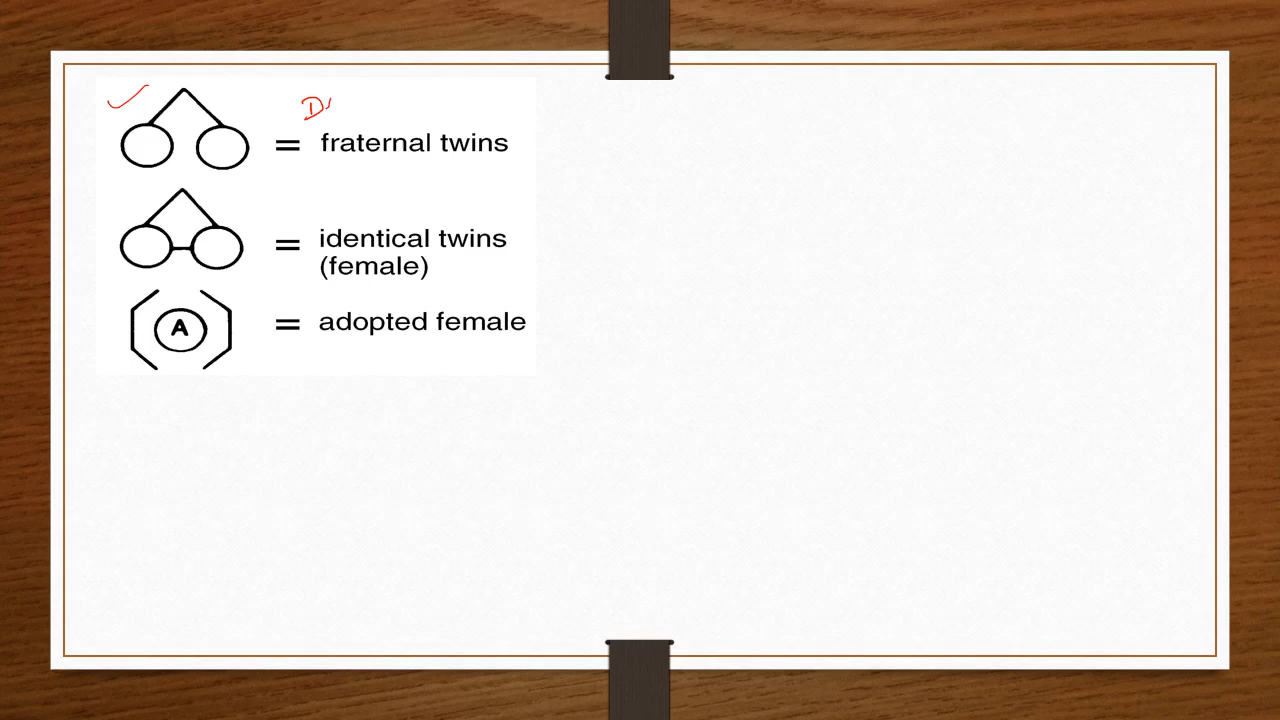 D
= fraternal twins
= identical twins
(female)
A = adopted female